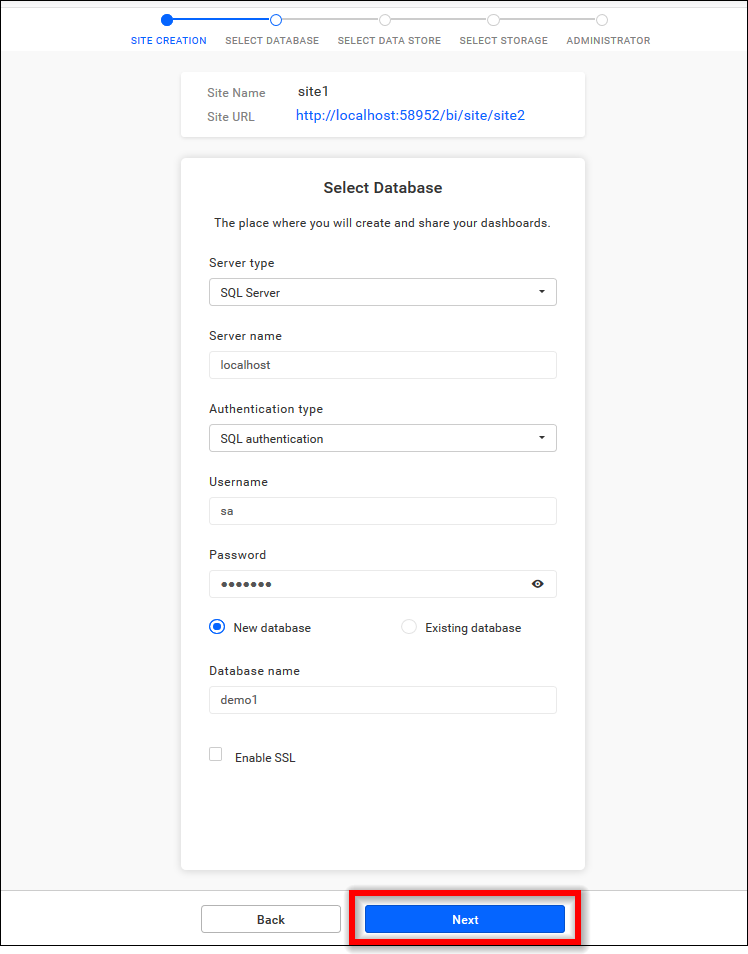 SITE CREATION SELECT DATABASE SELECT DATA STORE SELECT STORAGE ADMINISTRATOR
Site Name site1
Site URL http://localhost:58952/bi/site/site2
Select Database
The place where you will create and share your dashboards.
Server type
SQL Server
Server name
localhost
Authentication type
SQL authentication
Username
sa
Password
●●●●●●●
New database Existing database
Database name
demo1
Enable SSL
Back Next